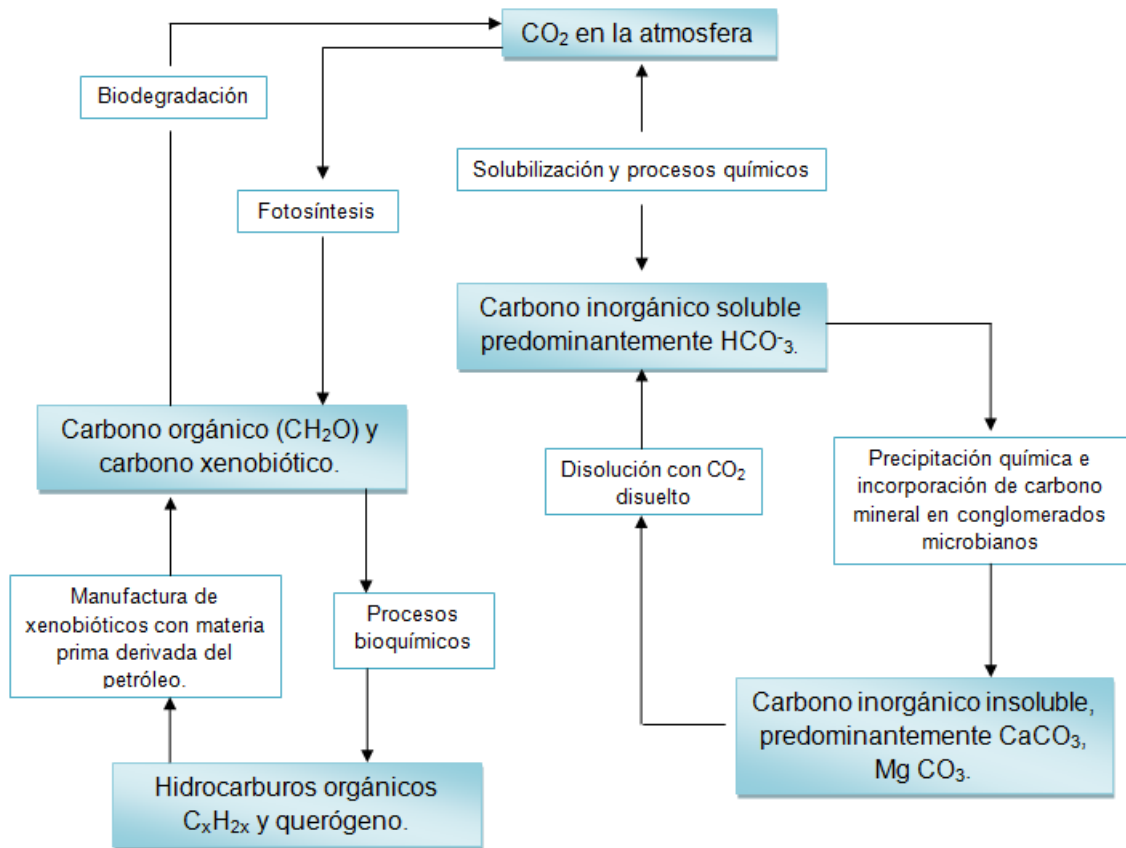 CO₂ en la atmosfera
Biodegradación
Solubilización y procesos químicos
Fotosíntesis
Carbono inorgánico soluble
predominantemente HCO⁻₃.
Carbono orgánico (CH₂O) y
carbono xenobiótico.
Disolución con CO₂
disuelto
Precipitación química e
incorporación de carbono
mineral en conglomerados
microbianos
Manufactura de
xenobióticos con materia
prima derivada del
petróleo.
Procesos
bioquímicos
Carbono inorgánico insoluble,
predominantemente CaCO₃,
Mg CO₃.
Hidrocarburos orgánicos
CₓH₂ₓ y querógeno.